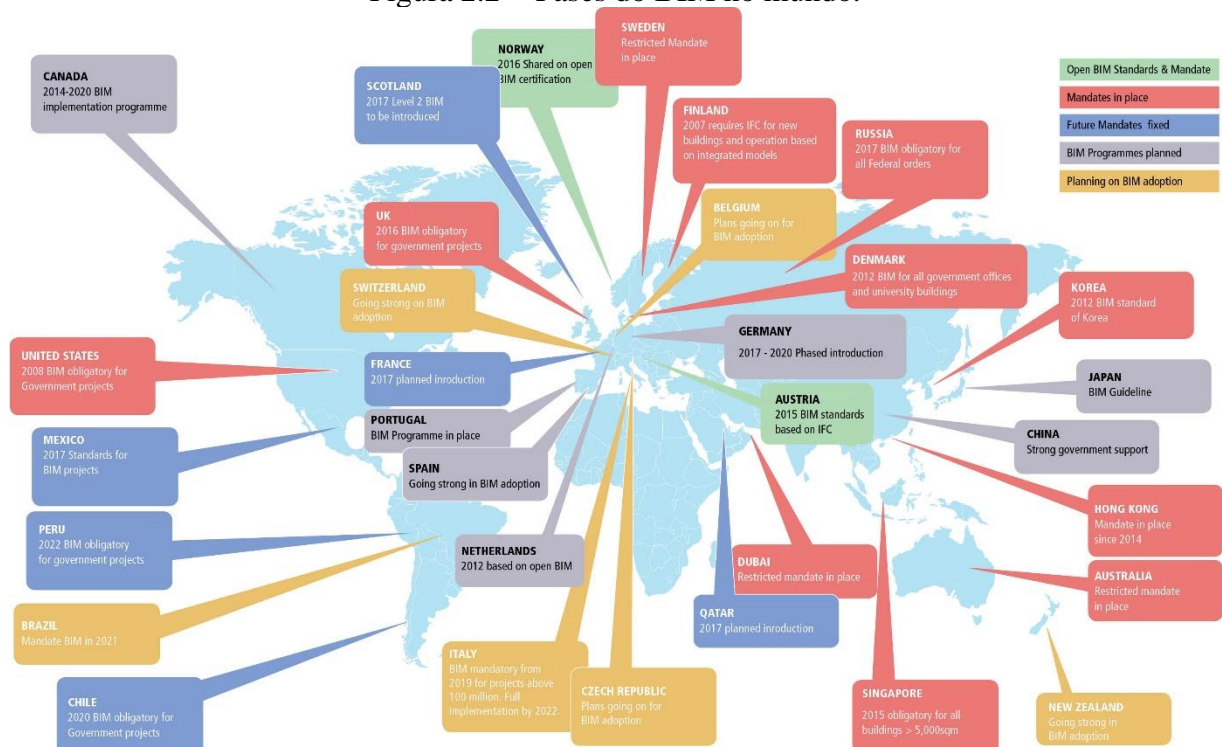 Figura 2.2 – Fases do BIM no mundo.
CANADA
2014-2020 BIM
implementation programme
SCOTLAND
2017 Level 2 BIM
to be introduced
NORWAY
2016 Shared on open
BIM certification
SWEDEN
Restricted Mandate
in place
FINLAND
2007 requires IFC for new
buildings and operation based
on integrated models
RUSSIA
2017 BIM obligatory for
all Federal orders
Open BIM Standards & Mandate
Mandates in place
Future Mandates fixed
BIM Programmes planned
Planning on BIM adoption
UK
2016 BIM obligatory
for government projects
BELGIUM
Plans going on for
BIM adoption
SWITZERLAND
Going strong on BIM
adoption
DENMARK
2012 BIM for all government offices
and university buildings
KOREA
2012 BIM standard
of Korea
UNITED STATES
2008 BIM obligatory for
Government projects
FRANCE
2017 planned inroduction
GERMANY
2017 - 2020 Phased introduction
JAPAN
BIM Guideline
MEXICO
2017 Standards for
BIM projects
PORTUGAL
BIM Programme in place
SPAIN
Going strong in BIM adoption
AUSTRIA
2015 BIM standards
based on IFC
CHINA
Strong government support
PERU
2022 BIM obligatory
for government projects
NETHERLANDS
2012 based on open BIM
DUBAI
Restricted mandate in place
HONG KONG
Mandate in place
since 2014
BRAZIL
Mandate BIM in 2021
QATAR
2017 planned inroduction
AUSTRALIA
Restricted mandate
in place
CHILE
2020 BIM obligatory for
Government projects
ITALY
BIM mandatory from
2019 for projects above
100 million. Full
implementation by 2022.
CZECH REPUBLIC
Plans going on for
BIM adoption
SINGAPORE
2015 obligatory for all
buildings > 5,000sqm
NEW ZEALAND
Going strong in
BIM adoption